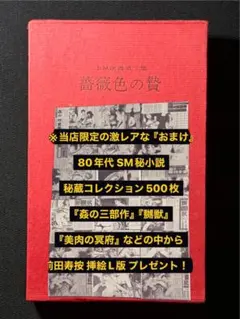 薔薇色の贄
※当店限定の激レアな『おまけ』
80年代SM秘小説
秘蔵コレクション500枚
『姦の三部作』『嬲獣』
『美肉の冥府』などの中から
前田寿按 挿絵L版 プレゼント！